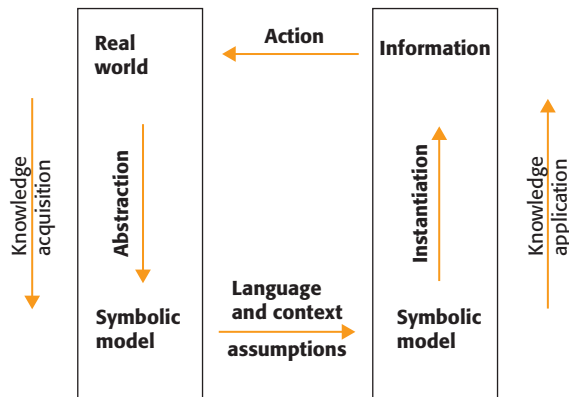 Real
world
Action
Information
Knowledge
acquisition
Abstraction
Instantiation
Knowledge
application
Symbolic
model
Language
and context
assumptions
Symbolic
model